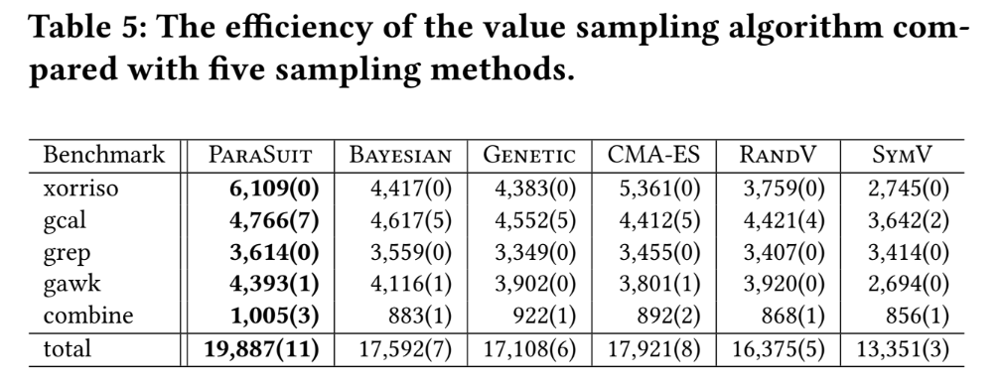 Table 5: The efficiency of the value sampling algorithm com-
pared with five sampling methods.
Benchmark PARASUIT BAYESIAN GENETIC CMA-ES RANDV SYMV
xorriso 6,109(0) 4,417(0) 4,383(0) 5,361(0) 3,759(0) 2,745(0)
gcal 4,766(7) 4,617(5) 4,552(5) 4,412(5) 4,421(4) 3,642(2)
grep 3,614(0) 3,559(0) 3,349(0) 3,455(0) 3,407(0) 3,414(0)
gawk 4,393(1) 4,116(1) 3,902(0) 3,801(1) 3,920(0) 2,694(0)
combine 1,005(3) 883(1) 922(1) 892(2) 868(1) 856(1)
total 19,887(11) 17,592(7) 17,108(6) 17,921(8) 16,375(5) 13,351(3)